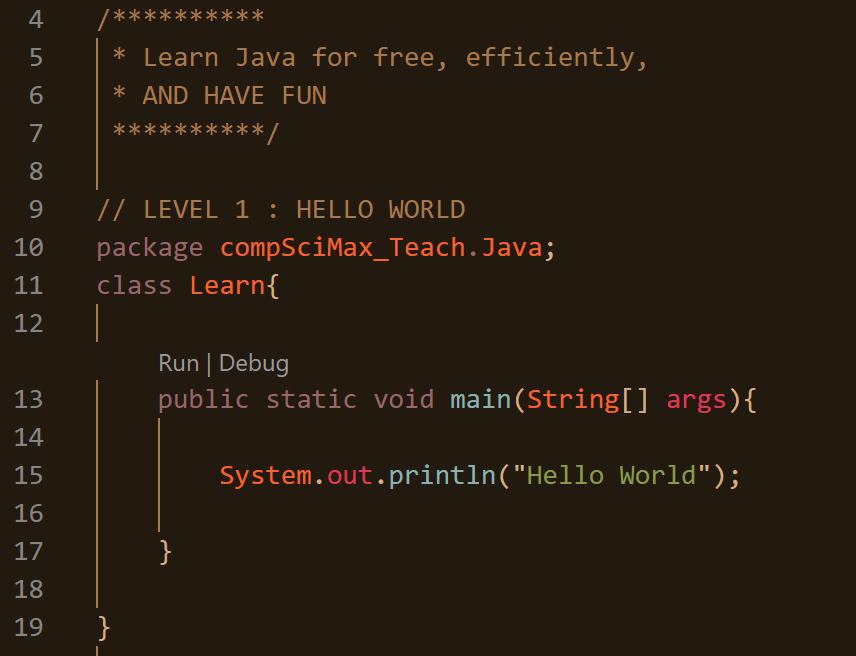 4 /**********
5 * Learn Java for free, efficiently,
6 * AND HAVE FUN
7 **********/
8
9 // LEVEL 1 : HELLO WORLD
10 package compSciMax_Teach.Java;
11 class Learn{
12
Run | Debug
13 public static void main(String[] args){
14
15 System.out.println("Hello World");
16
17 }
18
19 }